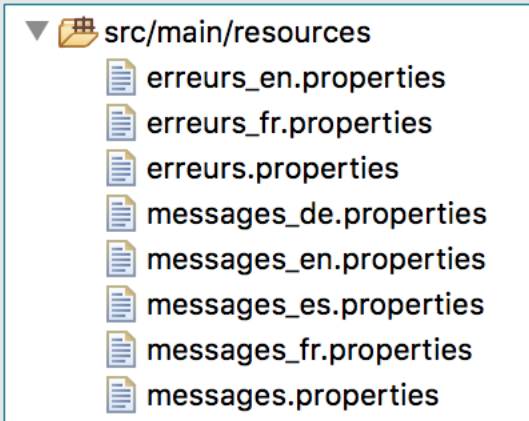 src/main/resources
erreurs_en.properties
erreurs_fr.properties
erreurs.properties
messages_de.properties
messages_en.properties
messages_es.properties
messages_fr.properties
messages.properties